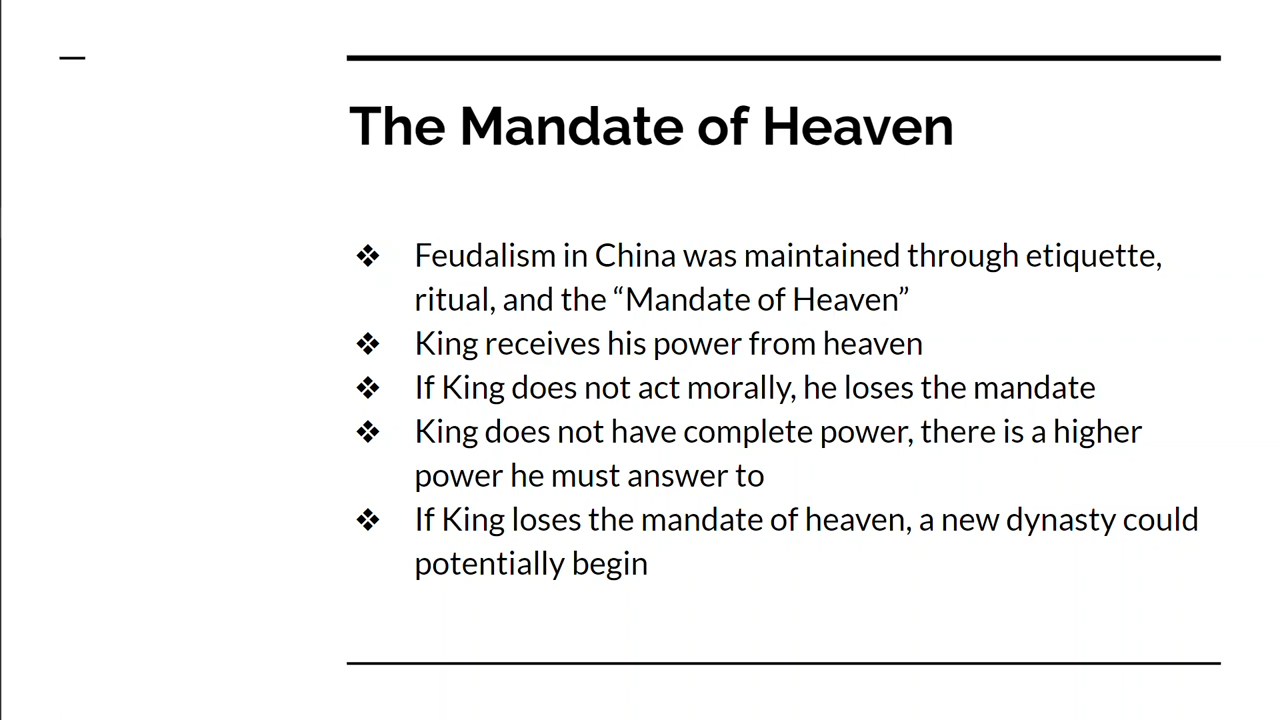 The Mandate of Heaven
❖ Feudalism in China was maintained through etiquette,
ritual, and the “Mandate of Heaven”
❖ King receives his power from heaven
❖ If King does not act morally, he loses the mandate
❖ King does not have complete power, there is a higher
power he must answer to
❖ If King loses the mandate of heaven, a new dynasty could
potentially begin